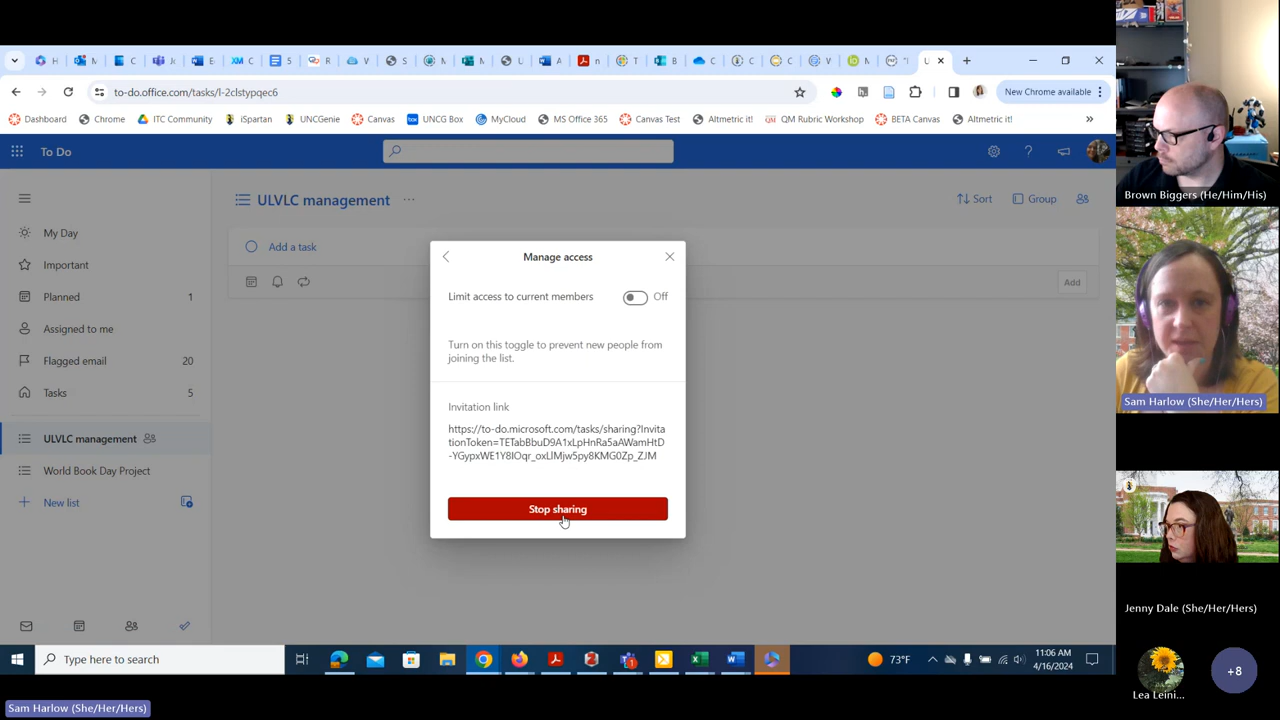 New Chrome available
to-do.office.com/tasks/l-2clstypqec6
Dashboard
Chrome
ITC Community
iSpartan
UNCGenie
Canvas
UNCG Box
MyCloud
MS Office 365
Canvas Test
Altmetric it!
QM Rubric Workshop
BETA Canvas
Altmetric it!
To Do
ULVLC management
Sort
Group
Add a task
Add
My Day
Important
Planned 1
Assigned to me
Flagged email 20
Tasks 5
ULVLC management
World Book Day Project
New list
Manage access
Limit access to current members
Off
Turn on this toggle to prevent new people from
joining the list.
Invitation link
https://to-do.microsoft.com/tasks/sharing?Invita
tionToken=TETabBbuD9A1xLpHnRa5aAWamHtD
-YGypxWE1Y8IOqr_oxLlMjw5py8KMG0Zp_ZJM
Stop sharing
Type here to search
73°F
11:06 AM
4/16/2024
Brown Biggers (He/Him/His)
Sam Harlow (She/Her/Hers)
Jenny Dale (She/Her/Hers)
Lea Leini...
+8
Sam Harlow (She/Her/Hers)